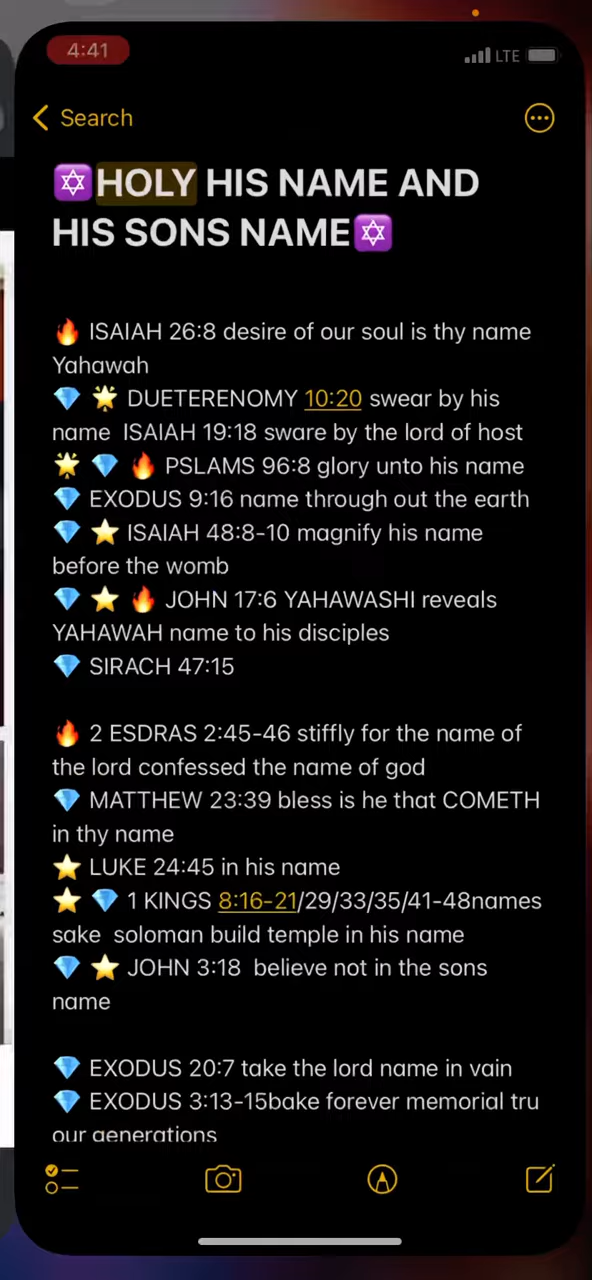 4:41
LTE
Search
✡HOLY HIS NAME AND
HIS SONS NAME✡
🔥 ISAIAH 26:8 desire of our soul is thy name
Yahawah
💎 🌟 DUETERENOMY 10:20 swear by his
name  ISAIAH 19:18 sware by the lord of host
🌟 💎 🔥 PSLAMS 96:8 glory unto his name
💎 EXODUS 9:16 name through out the earth
💎 ⭐ ISAIAH 48:8-10 magnify his name
before the womb
💎 ⭐ 🔥 JOHN 17:6 YAHAWASHI reveals
YAHAWAH name to his disciples
💎 SIRACH 47:15
🔥 2 ESDRAS 2:45-46 stiffly for the name of
the lord confessed the name of god
💎 MATTHEW 23:39 bless is he that COMETH
in thy name
⭐ LUKE 24:45 in his name
⭐ 💎 1 KINGS 8:16-21/29/33/35/41-48names
sake  soloman build temple in his name
💎 ⭐ JOHN 3:18  believe not in the sons
name
💎 EXODUS 20:7 take the lord name in vain
💎 EXODUS 3:13-15bake forever memorial tru
our generations